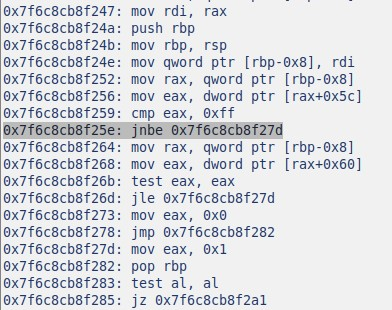 0x7f6c8cb8f247: mov rdi, rax
0x7f6c8cb8f24a: push rbp
0x7f6c8cb8f24b: mov rbp, rsp
0x7f6c8cb8f24e: mov qword ptr [rbp-0x8], rdi
0x7f6c8cb8f252: mov rax, qword ptr [rbp-0x8]
0x7f6c8cb8f256: mov eax, dword ptr [rax+0x5c]
0x7f6c8cb8f259: cmp eax, 0xff
0x7f6c8cb8f25e: jnbe 0x7f6c8cb8f27d
0x7f6c8cb8f264: mov rax, qword ptr [rbp-0x8]
0x7f6c8cb8f268: mov eax, dword ptr [rax+0x60]
0x7f6c8cb8f26b: test eax, eax
0x7f6c8cb8f26d: jle 0x7f6c8cb8f27d
0x7f6c8cb8f273: mov eax, 0x0
0x7f6c8cb8f278: jmp 0x7f6c8cb8f282
0x7f6c8cb8f27d: mov eax, 0x1
0x7f6c8cb8f282: pop rbp
0x7f6c8cb8f283: test al, al
0x7f6c8cb8f285: jz 0x7f6c8cb8f2a1